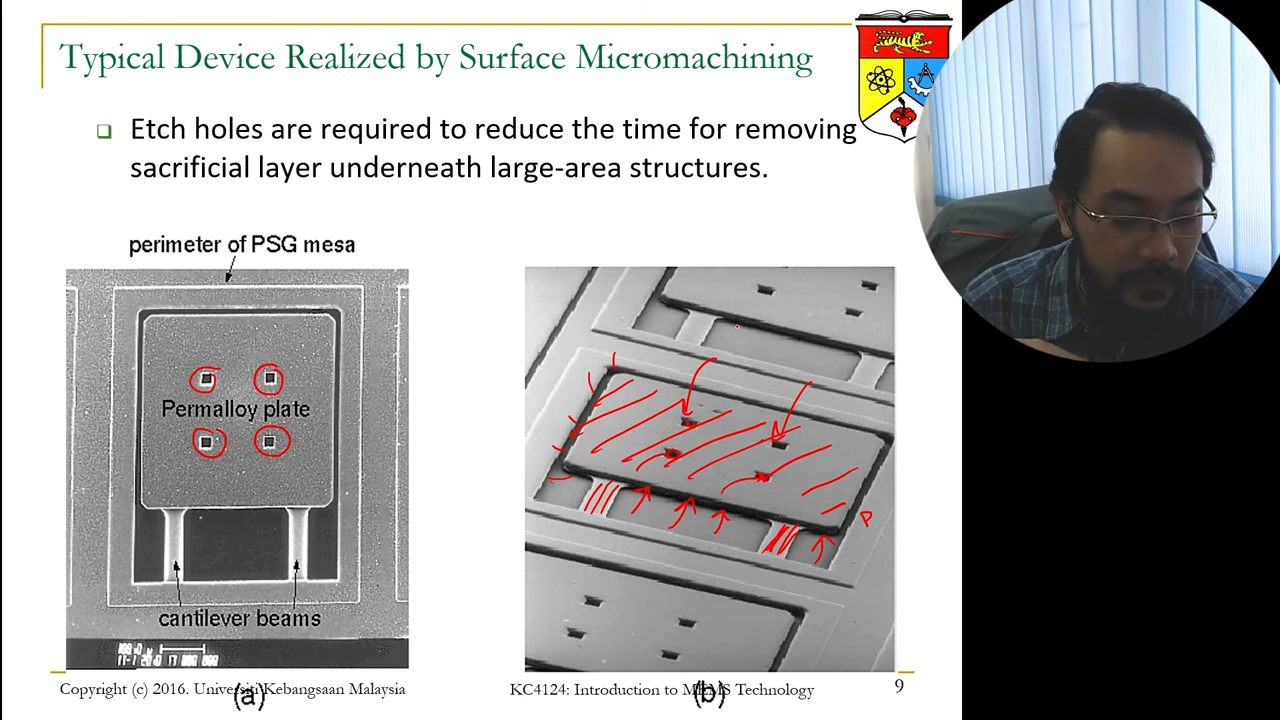 Typical Device Realized by Surface Micromachining
Etch holes are required to reduce the time for removing
sacrificial layer underneath large-area structures.
perimeter of PSG mesa
Permalloy plate
cantilever beams
Copyright (c) 2016. Universiti Kebangsaan Malaysia
(a)
KC4124: Introduction to MEMS Technology
(b)
9